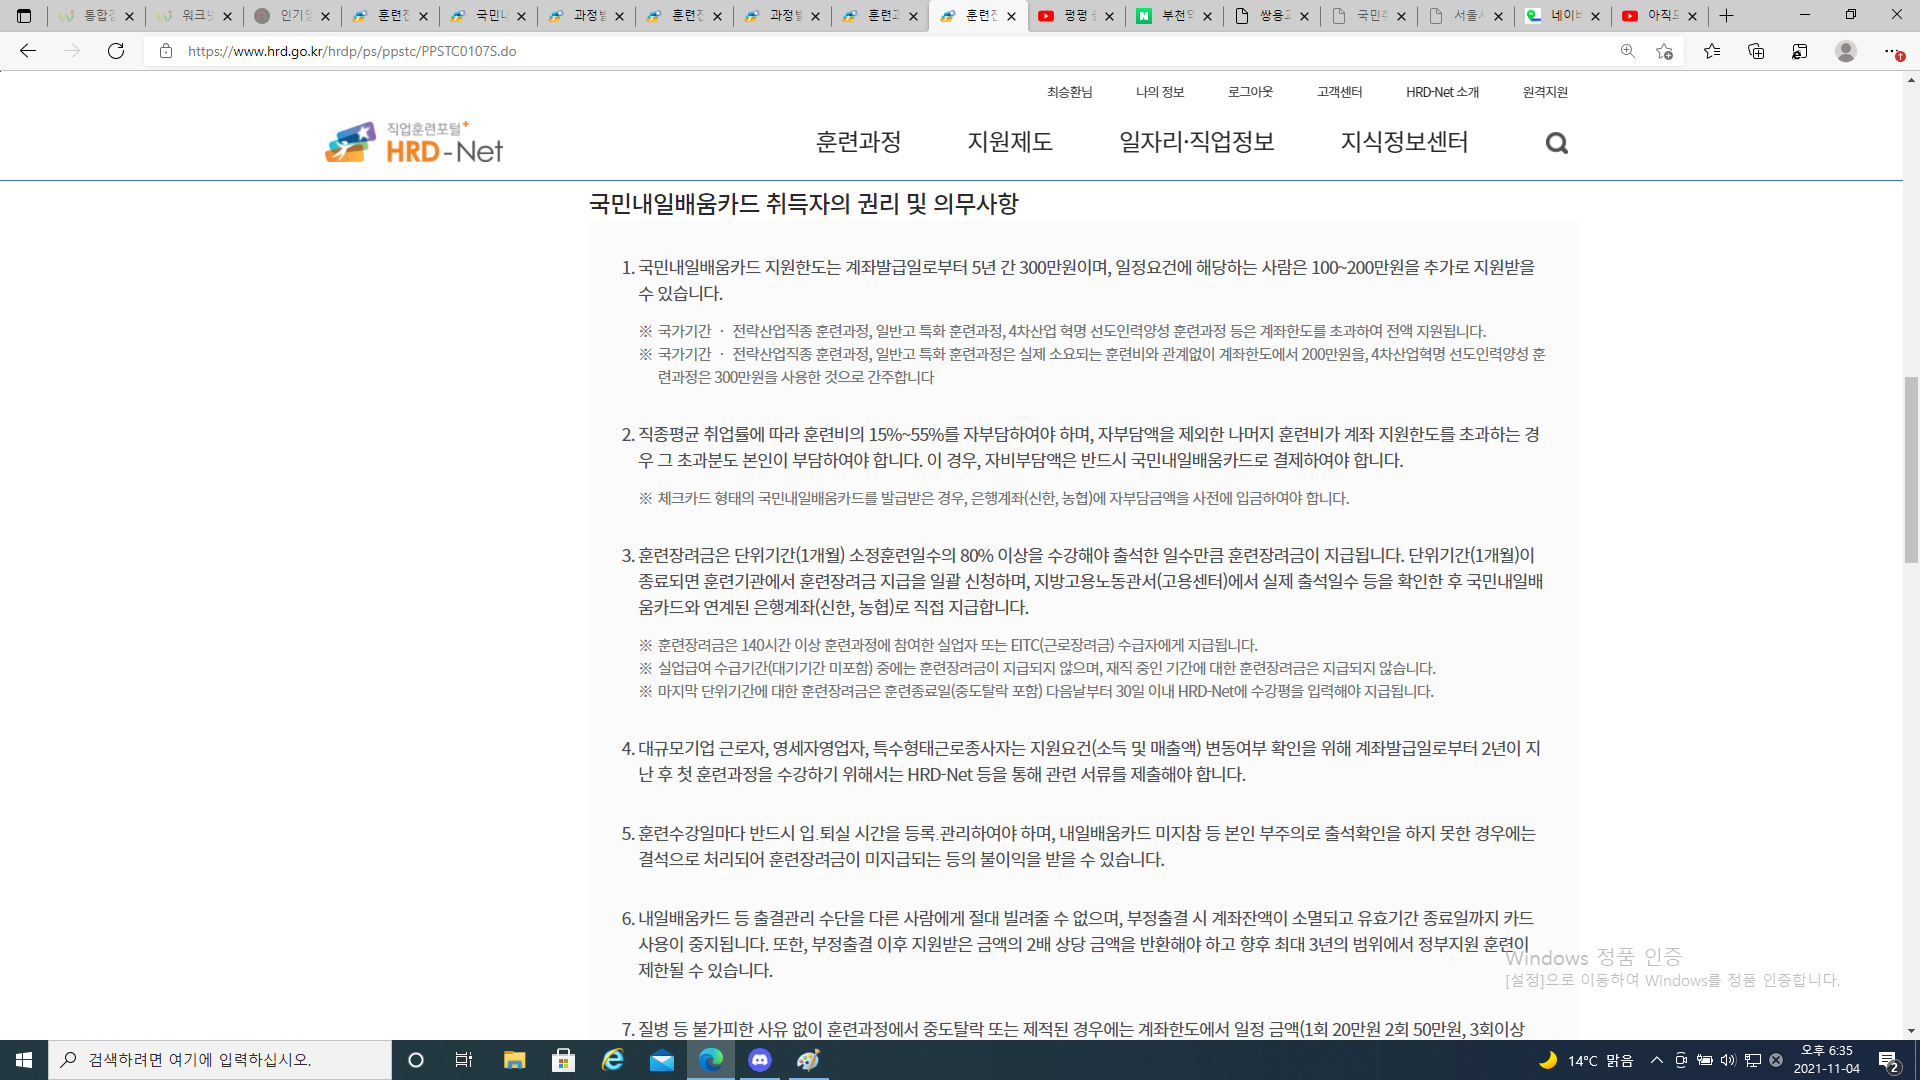 통합검
워크넷
인기영
훈련진
국민내
과정별
훈련진
과정별
훈련고
훈련진
평평
부천익
쌍용고
국민취
서울시
네이버
아직도
https://www.hrd.go.kr/hrdp/ps/ppstc/PPSTC0107S.do
최승환님 나의 정보 로그아웃 고객센터 HRD-Net 소개 원격지원
직업훈련포털+
HRD-Net
훈련과정 지원제도 일자리·직업정보 지식정보센터
국민내일배움카드 취득자의 권리 및 의무사항
1. 국민내일배움카드 지원한도는 계좌발급일로부터 5년 간 300만원이며, 일정요건에 해당하는 사람은 100~200만원을 추가로 지원받을
수 있습니다.
※ 국가기간 · 전략산업직종 훈련과정, 일반고 특화 훈련과정, 4차산업 혁명 선도인력양성 훈련과정 등은 계좌한도를 초과하여 전액 지원됩니다.
※ 국가기간 · 전략산업직종 훈련과정, 일반고 특화 훈련과정은 실제 소요되는 훈련비와 관계없이 계좌한도에서 200만원을, 4차산업혁명 선도인력양성 훈
련과정은 300만원을 사용한 것으로 간주합니다
2. 직종평균 취업률에 따라 훈련비의 15%~55%를 자부담하여야 하며, 자부담액을 제외한 나머지 훈련비가 계좌 지원한도를 초과하는 경
우 그 초과분도 본인이 부담하여야 합니다. 이 경우, 자비부담액은 반드시 국민내일배움카드로 결제하여야 합니다.
※ 체크카드 형태의 국민내일배움카드를 발급받은 경우, 은행계좌(신한, 농협)에 자부담금액을 사전에 입금하여야 합니다.
3. 훈련장려금은 단위기간(1개월) 소정훈련일수의 80% 이상을 수강해야 출석한 일수만큼 훈련장려금이 지급됩니다. 단위기간(1개월)이
종료되면 훈련기관에서 훈련장려금 지급을 일괄 신청하며, 지방고용노동관서(고용센터)에서 실제 출석일수 등을 확인한 후 국민내일배
움카드와 연계된 은행계좌(신한, 농협)로 직접 지급합니다.
※ 훈련장려금은 140시간 이상 훈련과정에 참여한 실업자 또는 EITC(근로장려금) 수급자에게 지급됩니다.
※ 실업급여 수급기간(대기기간 미포함) 중에는 훈련장려금이 지급되지 않으며, 재직 중인 기간에 대한 훈련장려금은 지급되지 않습니다.
※ 마지막 단위기간에 대한 훈련장려금은 훈련종료일(중도탈락 포함) 다음날부터 30일 이내 HRD-Net에 수강평을 입력해야 지급됩니다.
4. 대규모기업 근로자, 영세자영업자, 특수형태근로종사자는 지원요건(소득 및 매출액) 변동여부 확인을 위해 계좌발급일로부터 2년이 지
난 후 첫 훈련과정을 수강하기 위해서는 HRD-Net 등을 통해 관련 서류를 제출해야 합니다.
5. 훈련수강일마다 반드시 입.퇴실 시간을 등록.관리하여야 하며, 내일배움카드 미지참 등 본인 부주의로 출석확인을 하지 못한 경우에는
결석으로 처리되어 훈련장려금이 미지급되는 등의 불이익을 받을 수 있습니다.
6. 내일배움카드 등 출결관리 수단을 다른 사람에게 절대 빌려줄 수 없으며, 부정출결 시 계좌잔액이 소멸되고 유효기간 종료일까지 카드
사용이 중지됩니다. 또한, 부정출결 이후 지원받은 금액의 2배 상당 금액을 반환해야 하고 향후 최대 3년의 범위에서 정부지원 훈련이
제한될 수 있습니다.
Windows 정품 인증
[설정]으로 이동하여 Windows를 정품 인증합니다.
7. 질병 등 불가피한 사유 없이 훈련과정에서 중도탈락 또는 제적된 경우에는 계좌한도에서 일정 금액(1회 20만원 2회 50만원, 3회이상
검색하려면 여기에 입력하십시오.
14°C 맑음
오후 6:35
2021-11-04
2